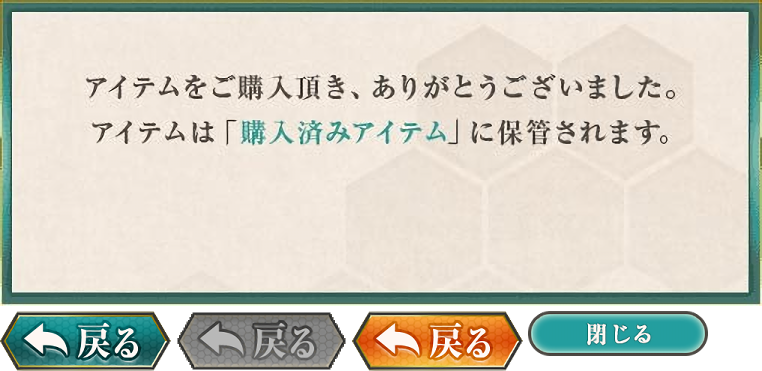 アイテムをご購入頂き、ありがとうございました。
アイテムは「購入済みアイテム」に保管されます。
戻る
戻る
戻る
閉じる